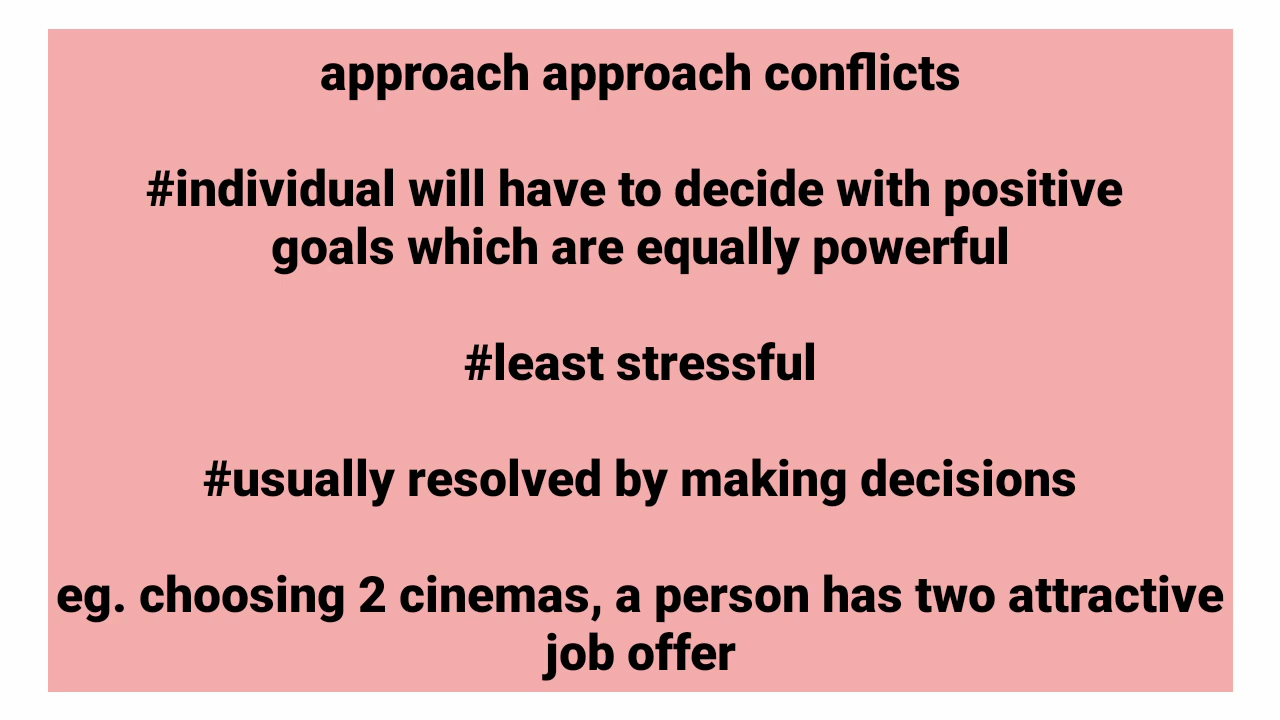 approach approach conflicts
#individual will have to decide with positive
goals which are equally powerful
#least stressful
#usually resolved by making decisions
eg. choosing 2 cinemas, a person has two attractive
job offer